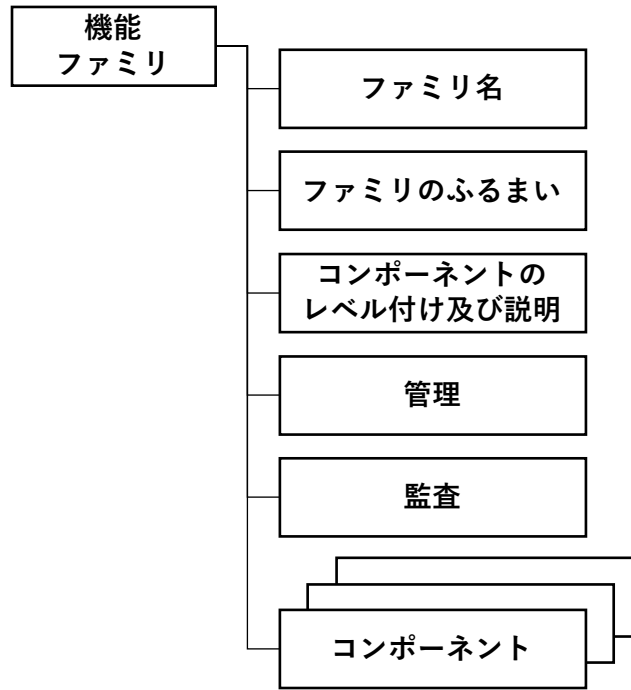 機能
ファミリ
ファミリ名
ファミリのふるまい
コンポーネントの
レベル付け及び説明
管理
監査
コンポーネント